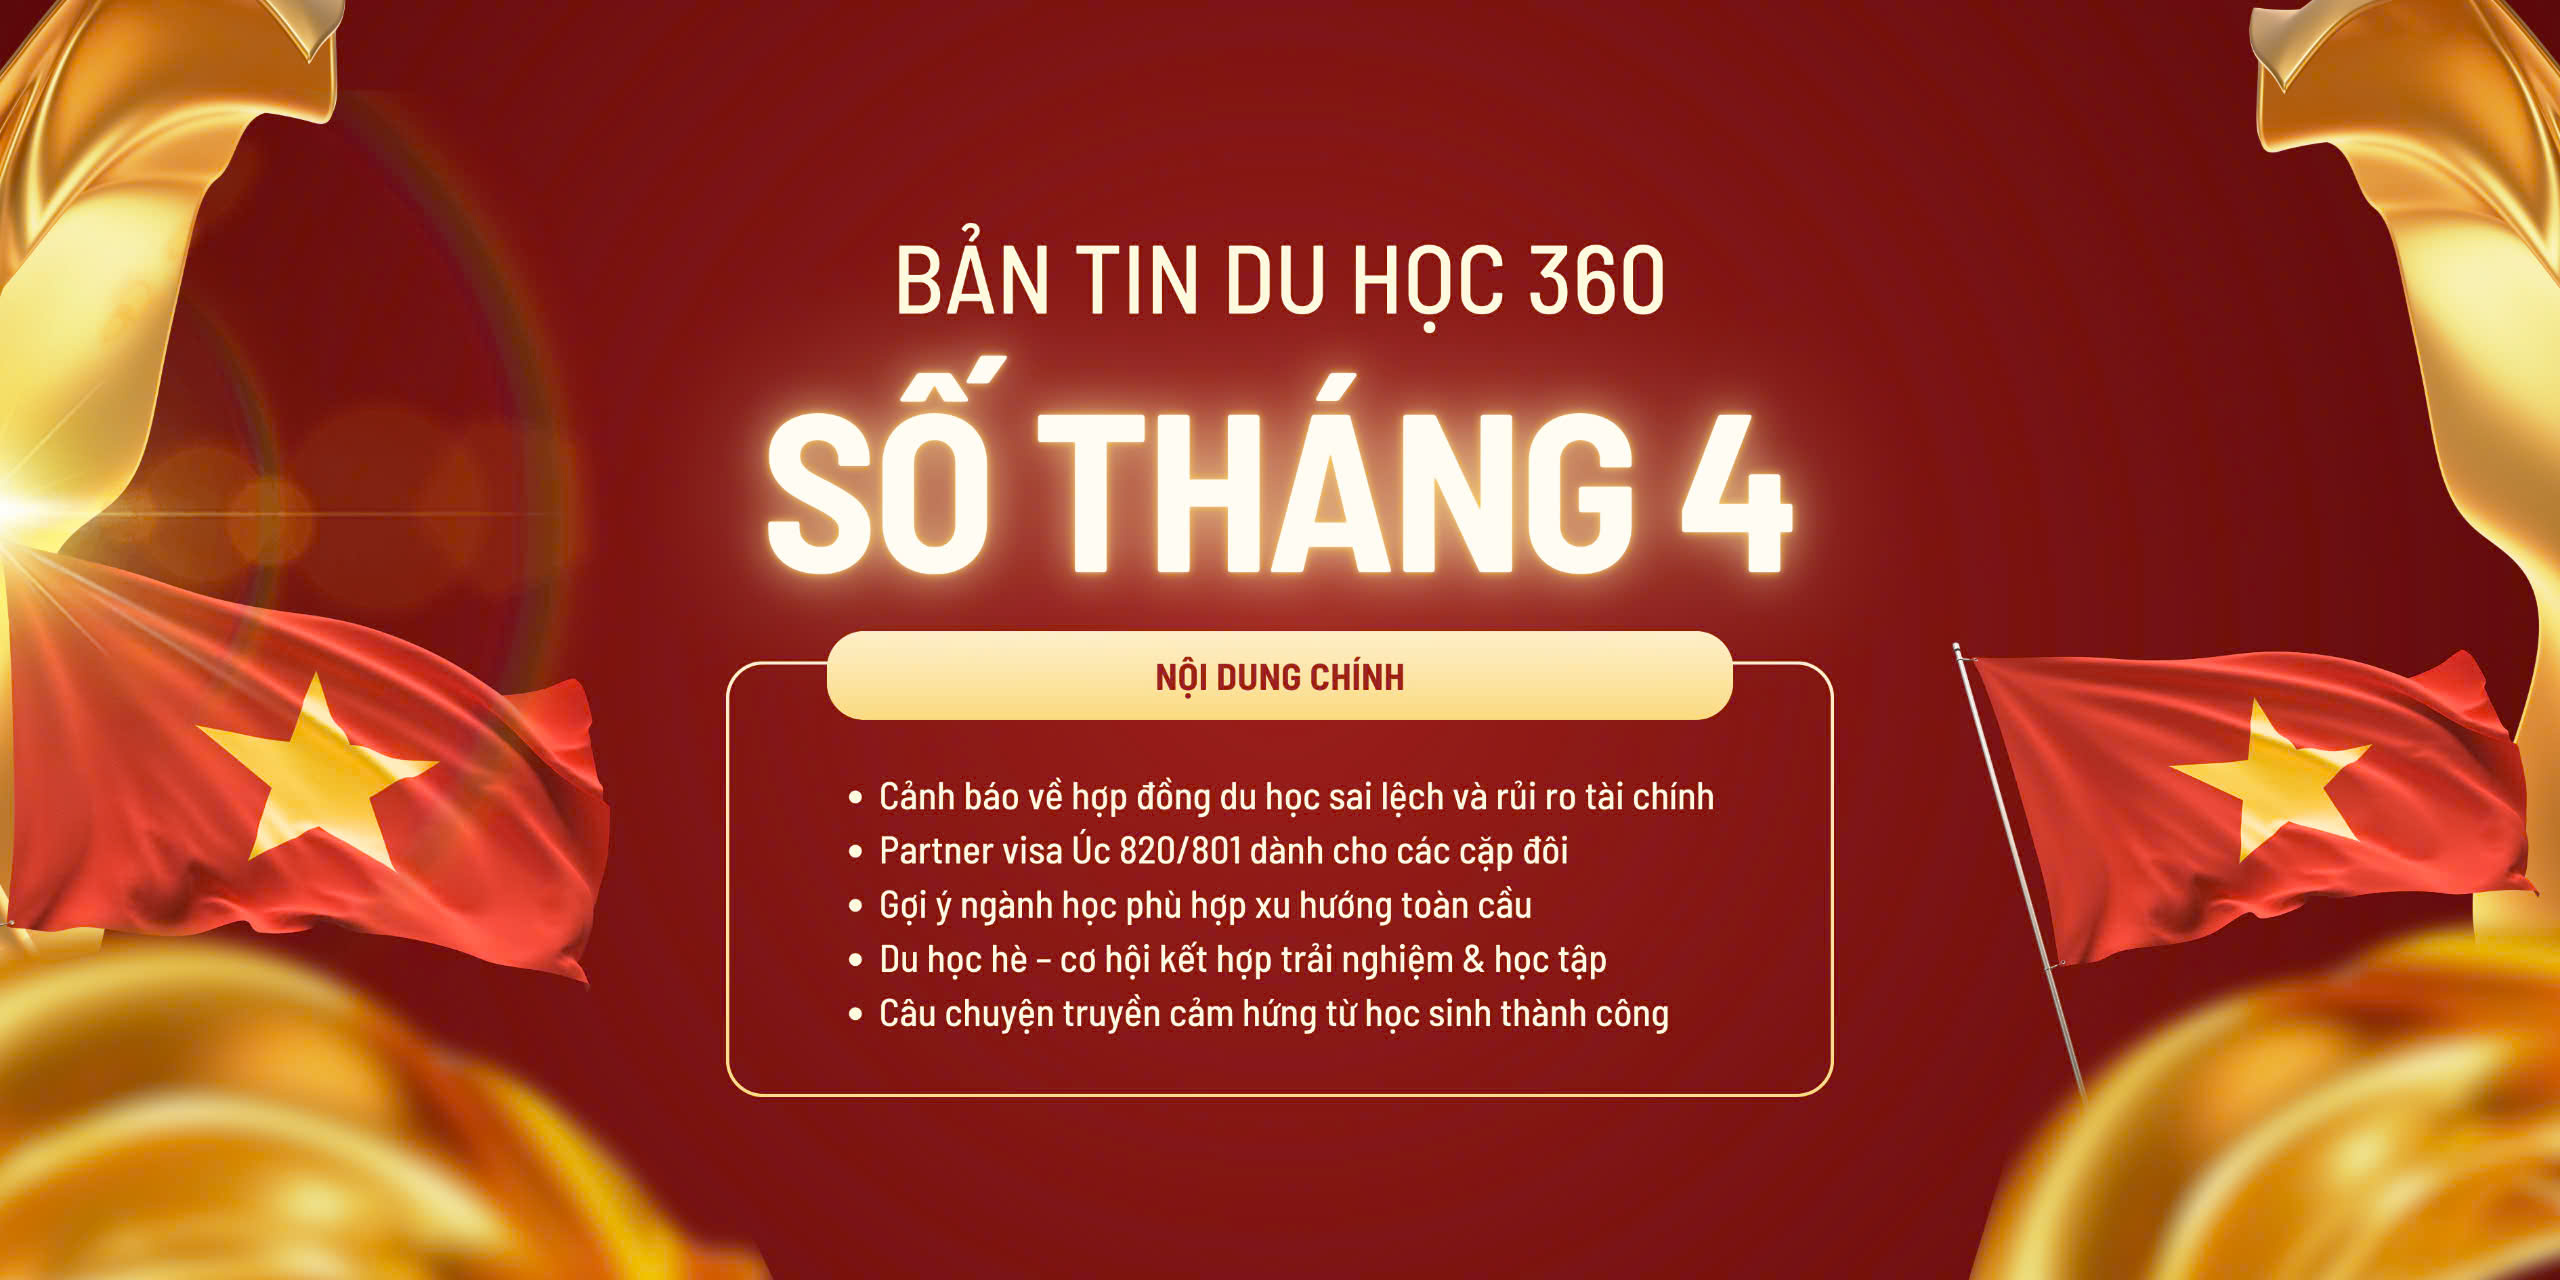 BẢN TIN DU HỌC 360
SỐ THÁNG 4
NỘI DUNG CHÍNH
• Cảnh báo về hợp đồng du học sai lệch và rủi ro tài chính
• Partner visa Úc 820/801 dành cho các cặp đôi
• Gợi ý ngành học phù hợp xu hướng toàn cầu
• Du học hè – cơ hội kết hợp trải nghiệm & học tập
• Câu chuyện truyền cảm hứng từ học sinh thành công